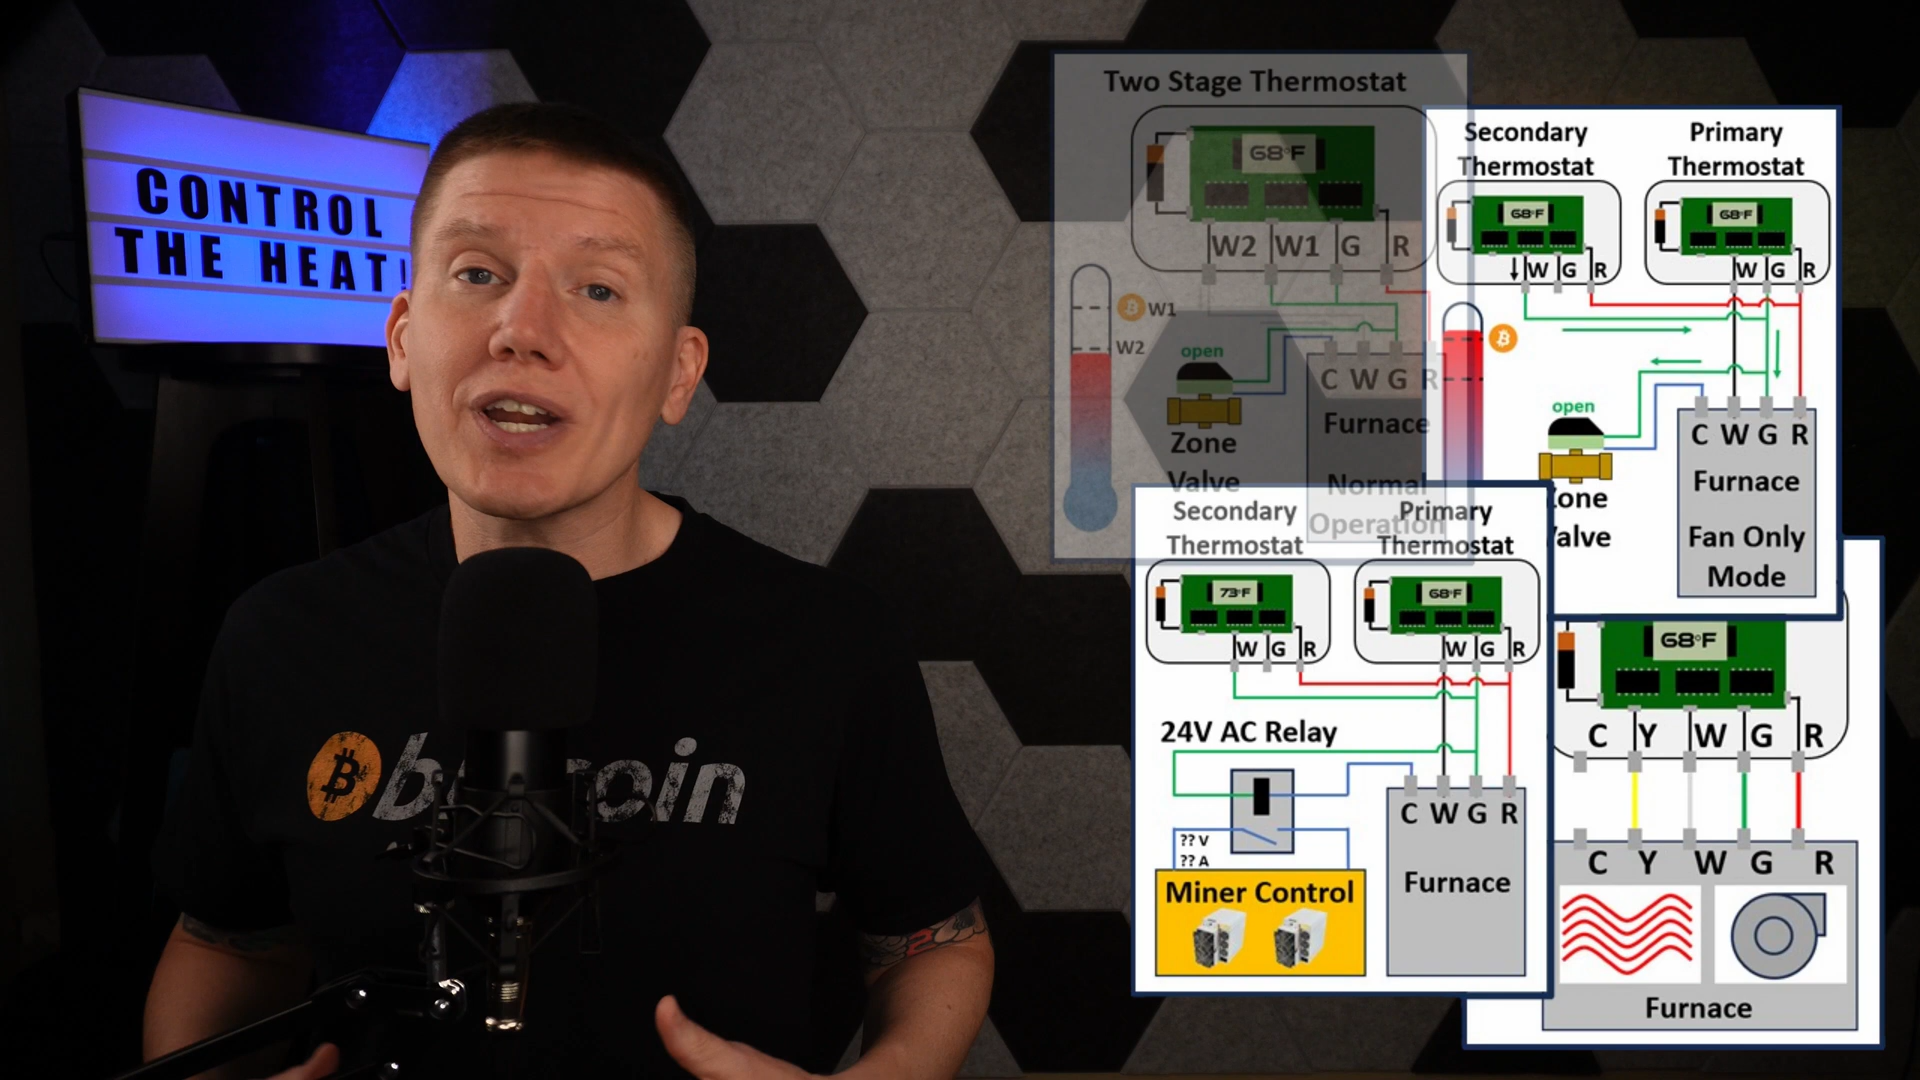 CONTROL
THE HEAT!
Two Stage Thermostat
68°F
W2 W1 G R
W1
W2
open
Zone
Valve
C W G R
Furnace
Normal
Operation
Secondary
Thermostat
Primary
Thermostat
68°F
68°F
W G R
W G R
open
Zone
Valve
C W G R
Furnace
Fan Only
Mode
Secondary
Thermostat
Primary
Thermostat
73°F
68°F
W G R
W G R
24V AC Relay
?? V
?? A
Miner Control
C W G R
Furnace
68°F
C Y W G R
C Y W G R
Furnace